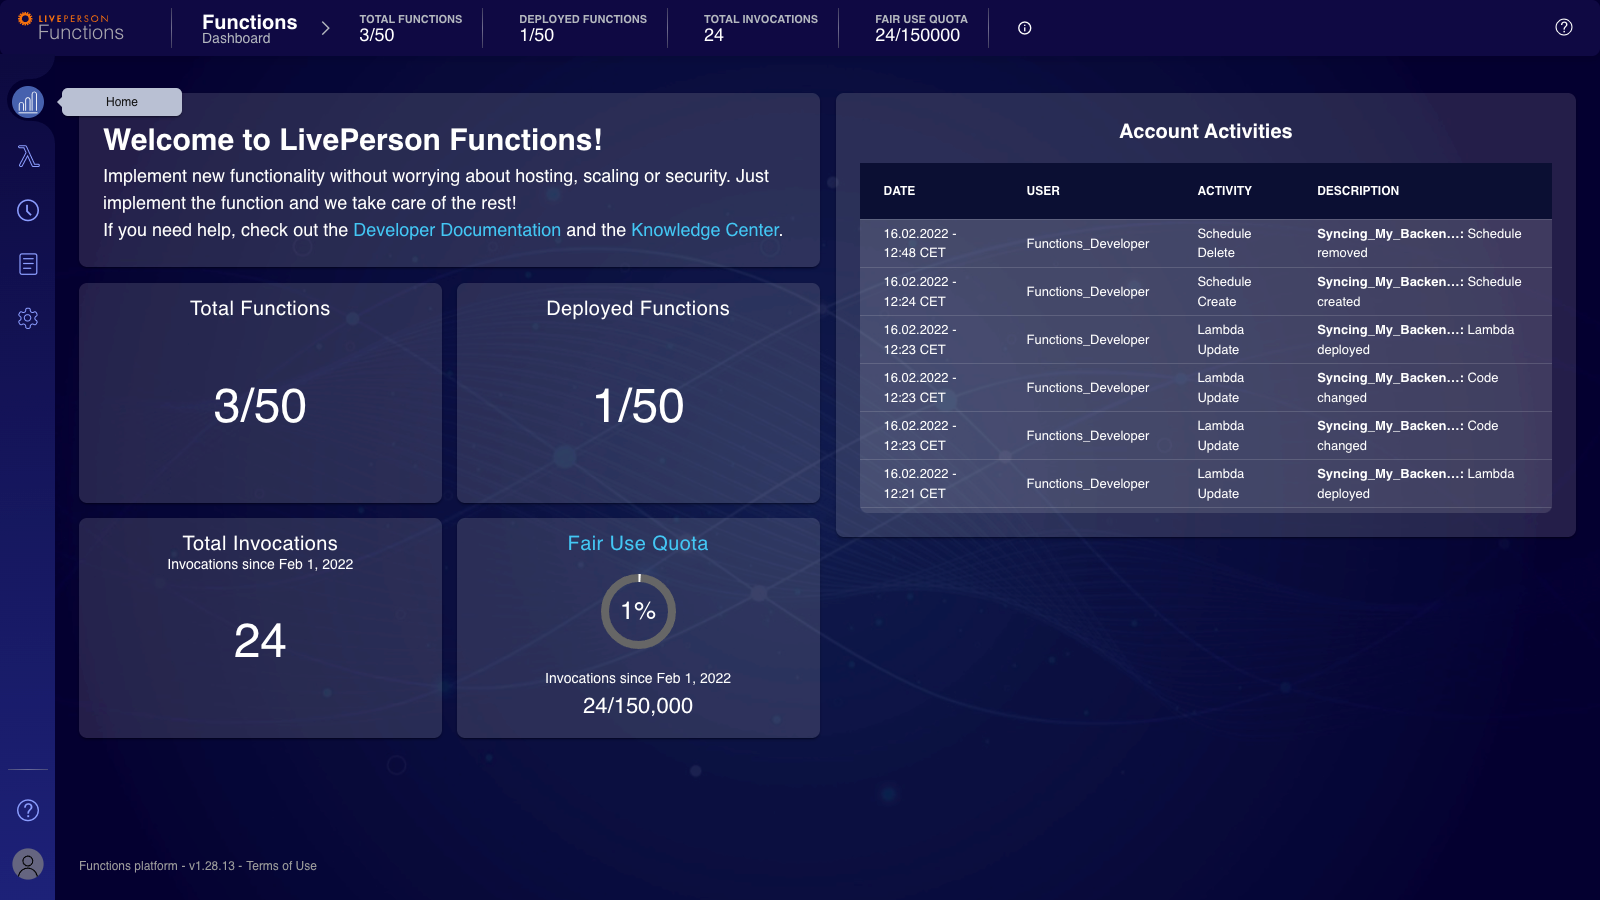 LIVEPERSON
Functions
Functions
Dashboard
TOTAL FUNCTIONS
3/50
DEPLOYED FUNCTIONS
1/50
TOTAL INVOCATIONS
24
FAIR USE QUOTA
24/150000
Home
Welcome to LivePerson Functions!
Implement new functionality without worrying about hosting, scaling or security. Just
implement the function and we take care of the rest!
If you need help, check out the Developer Documentation and the Knowledge Center.
Total Functions
3/50
Deployed Functions
1/50
Total Invocations
Invocations since Feb 1, 2022
24
Fair Use Quota
1%
Invocations since Feb 1, 2022
24/150,000
Account Activities
DATE USER ACTIVITY DESCRIPTION
16.02.2022 - 
12:48 CET
Functions_Developer
Schedule
Delete
Syncing_My_Backen...: Schedule
removed
16.02.2022 -
12:24 CET
Functions_Developer
Schedule
Create
Syncing_My_Backen...: Schedule
created
16.02.2022 -
12:23 CET
Functions_Developer
Lambda
Update
Syncing_My_Backen...: Lambda
deployed
16.02.2022 -
12:23 CET
Functions_Developer
Lambda
Update
Syncing_My_Backen...: Code
changed
16.02.2022 -
12:23 CET
Functions_Developer
Lambda
Update
Syncing_My_Backen...: Code
changed
16.02.2022 -
12:21 CET
Functions_Developer
Lambda
Update
Syncing_My_Backen...: Lambda
deployed
Functions platform - v1.28.13 - Terms of Use